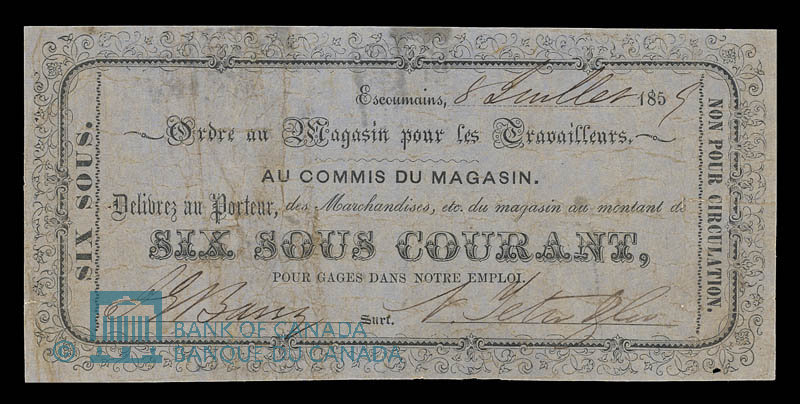 Escoumains, 8 Juillet 1859
Ordre au Magasin pour les Travailleurs.
AU COMMIS DU MAGASIN.
Delibrez au Porteur, des Marchandises, etc. du magasin au montant de
SIX SOUS COURANT,
POUR GAGES DANS NOTRE EMPLOI.
Barry
Surt.
SIX SOUS.
NON POUR CIRCULATION.
© BANK OF CANADA
BANQUE DU CANADA